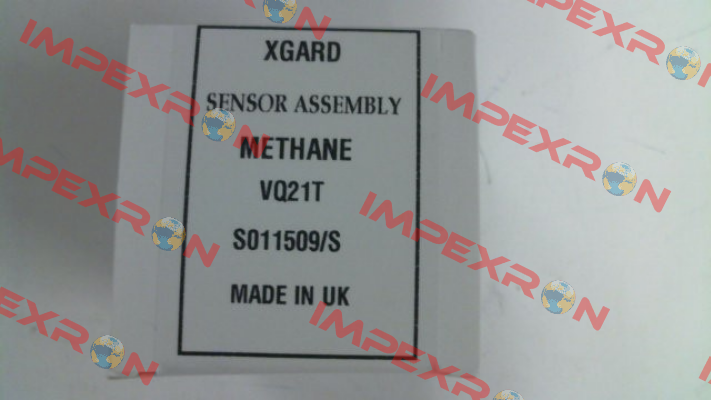 XGARD
SENSOR ASSEMBLY
METHANE
VQ21T
S011509/S
MADE IN UK
IMPEXRON
IMPEXRON
IMPEXRON
IMPEXRON
IMPEXRON
IMPEXRON